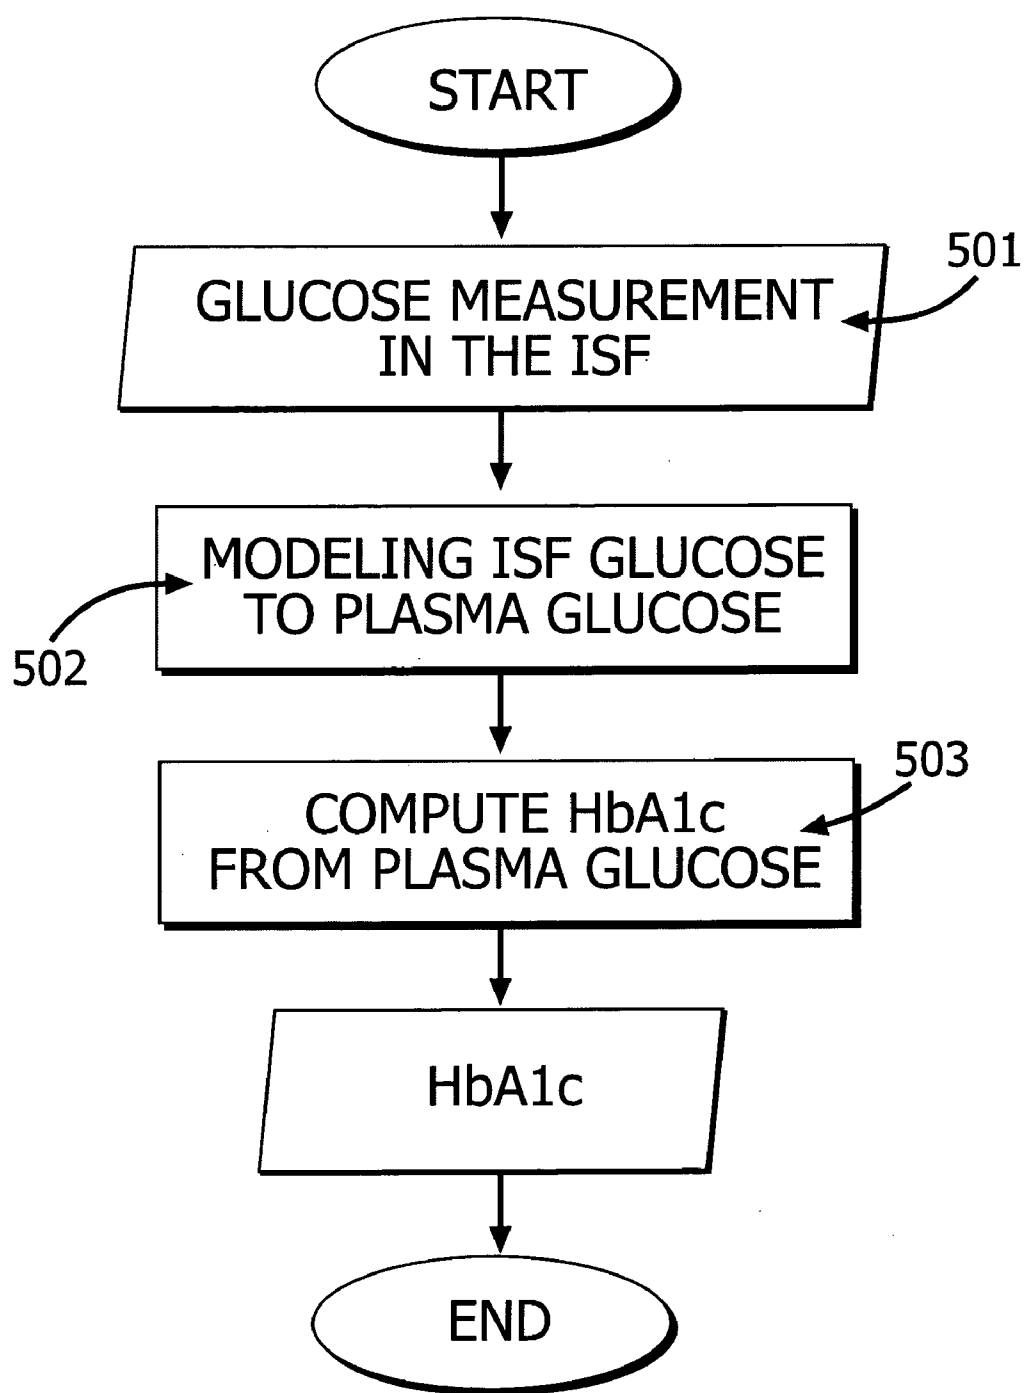 START
501
GLUCOSE MEASUREMENT
IN THE ISF
MODELING ISF GLUCOSE
TO PLASMA GLUCOSE
502
503
COMPUTE HbA1c
FROM PLASMA GLUCOSE
HbA1c
END